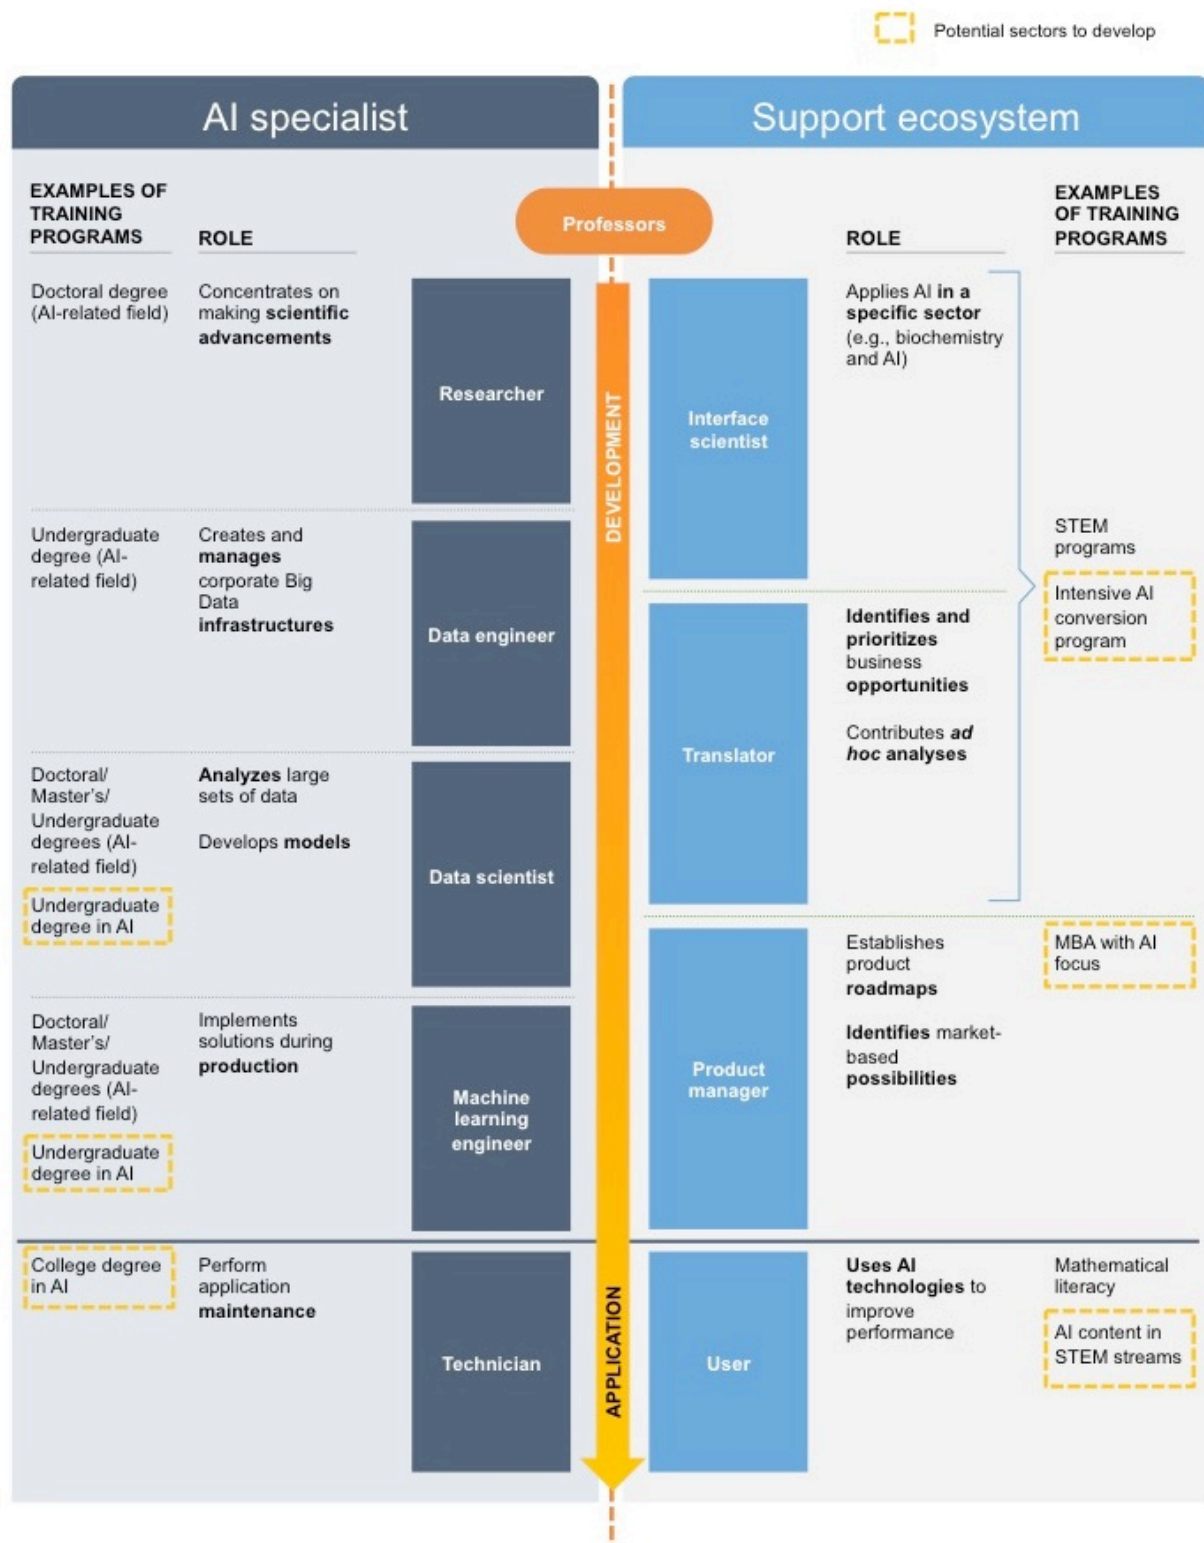 Potential sectors to develop
AI specialist
Support ecosystem
Professors
EXAMPLES OF
TRAINING
PROGRAMS
ROLE
ROLE
EXAMPLES
OF TRAINING
PROGRAMS
DEVELOPMENT
APPLICATION
Doctoral degree
(AI-related field)
Concentrates on
making scientific
advancements
Researcher
Undergraduate
degree (AI-
related field)
Creates and
manages
corporate Big
Data
infrastructures
Data engineer
Doctoral/
Master's/
Undergraduate
degrees (AI-
related field)
Undergraduate
degree in AI
Analyzes large
sets of data
Develops models
Data scientist
Doctoral/
Master's/
Undergraduate
degrees (AI-
related field)
Undergraduate
degree in AI
Implements
solutions during
production
Machine
learning
engineer
College degree
in AI
Perform
application
maintenance
Technician
Interface
scientist
Applies AI in a
specific sector
(e.g., biochemistry
and AI)
STEM
programs
Intensive AI
conversion
program
Translator
Identifies and
prioritizes
business
opportunities
Contributes ad
hoc analyses
Product
manager
Establishes
product
roadmaps
Identifies market-
based
possibilities
MBA with AI
focus
User
Uses AI
technologies to
improve
performance
Mathematical
literacy
AI content in
STEM streams